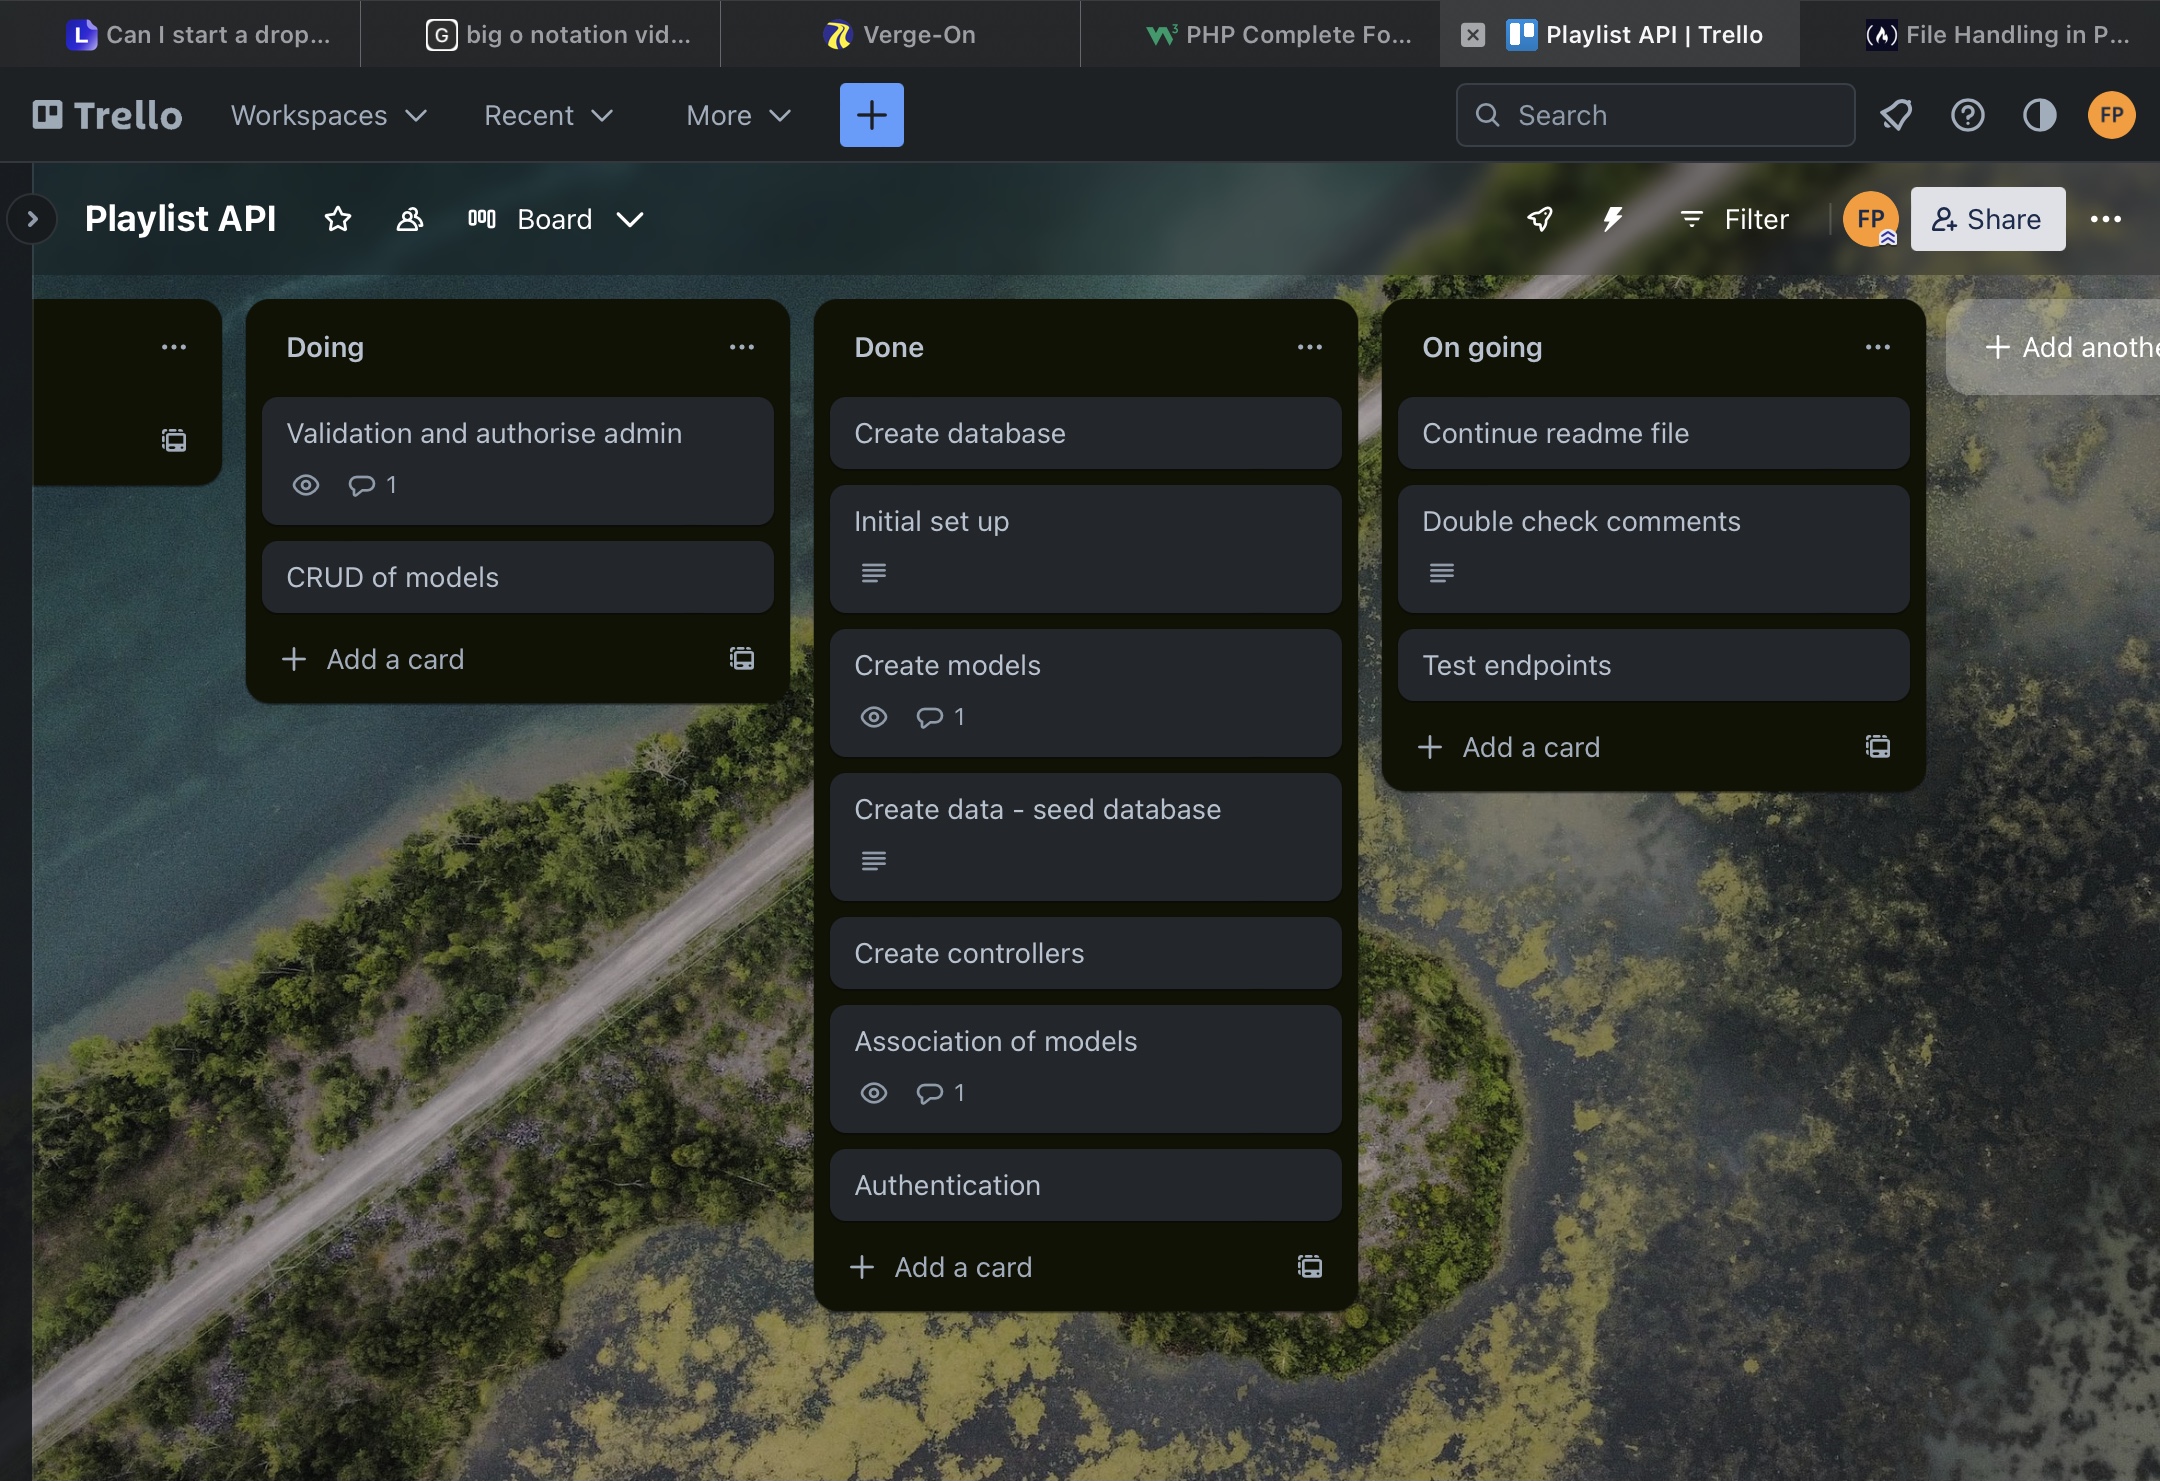 Can I start a drop...
G big o notation vid...
Verge-On
PHP Complete Fo...
Playlist API | Trello
File Handling in P...
Trello
Workspaces
Recent
More
Search
FP
Playlist API
Board
Filter
FP
Share
Doing
Validation and authorise admin
1
CRUD of models
Add a card
Done
Create database
Initial set up
Create models
1
Create data - seed database
Create controllers
Association of models
1
Authentication
Add a card
On going
Continue readme file
Double check comments
Test endpoints
Add a card
Add anothe